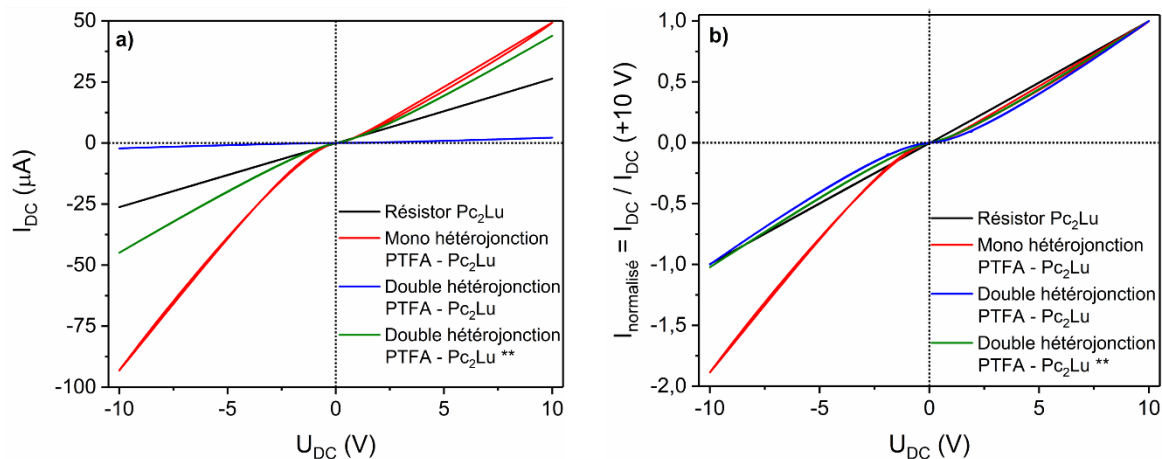 a)
50
25
0
-25
-50
-75
-100
I_DC (µA)
-10 -5 0 5 10
U_DC (V)
Résistor Pc₂Lu
Mono hétérojonction
PTFA - Pc₂Lu
Double hétérojonction
PTFA - Pc₂Lu
Double hétérojonction
PTFA - Pc₂Lu **
b)
1,0
0,5
0,0
-0,5
-1,0
-1,5
-2,0
I_normalisé = I_DC / I_DC (+10 V)
-10 -5 0 5 10
U_DC (V)
Résistor Pc₂Lu
Mono hétérojonction
PTFA - Pc₂Lu
Double hétérojonction
PTFA - Pc₂Lu
Double hétérojonction
PTFA - Pc₂Lu **